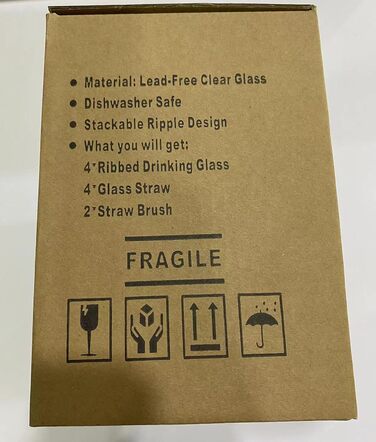 ● Material: Lead-Free Clear Glass
● Dishwasher Safe
● Stackable Ripple Design
● What you will get:
4*Ribbed Drinking Glass
4*Glass Straw
2*Straw Brush
FRAGILE